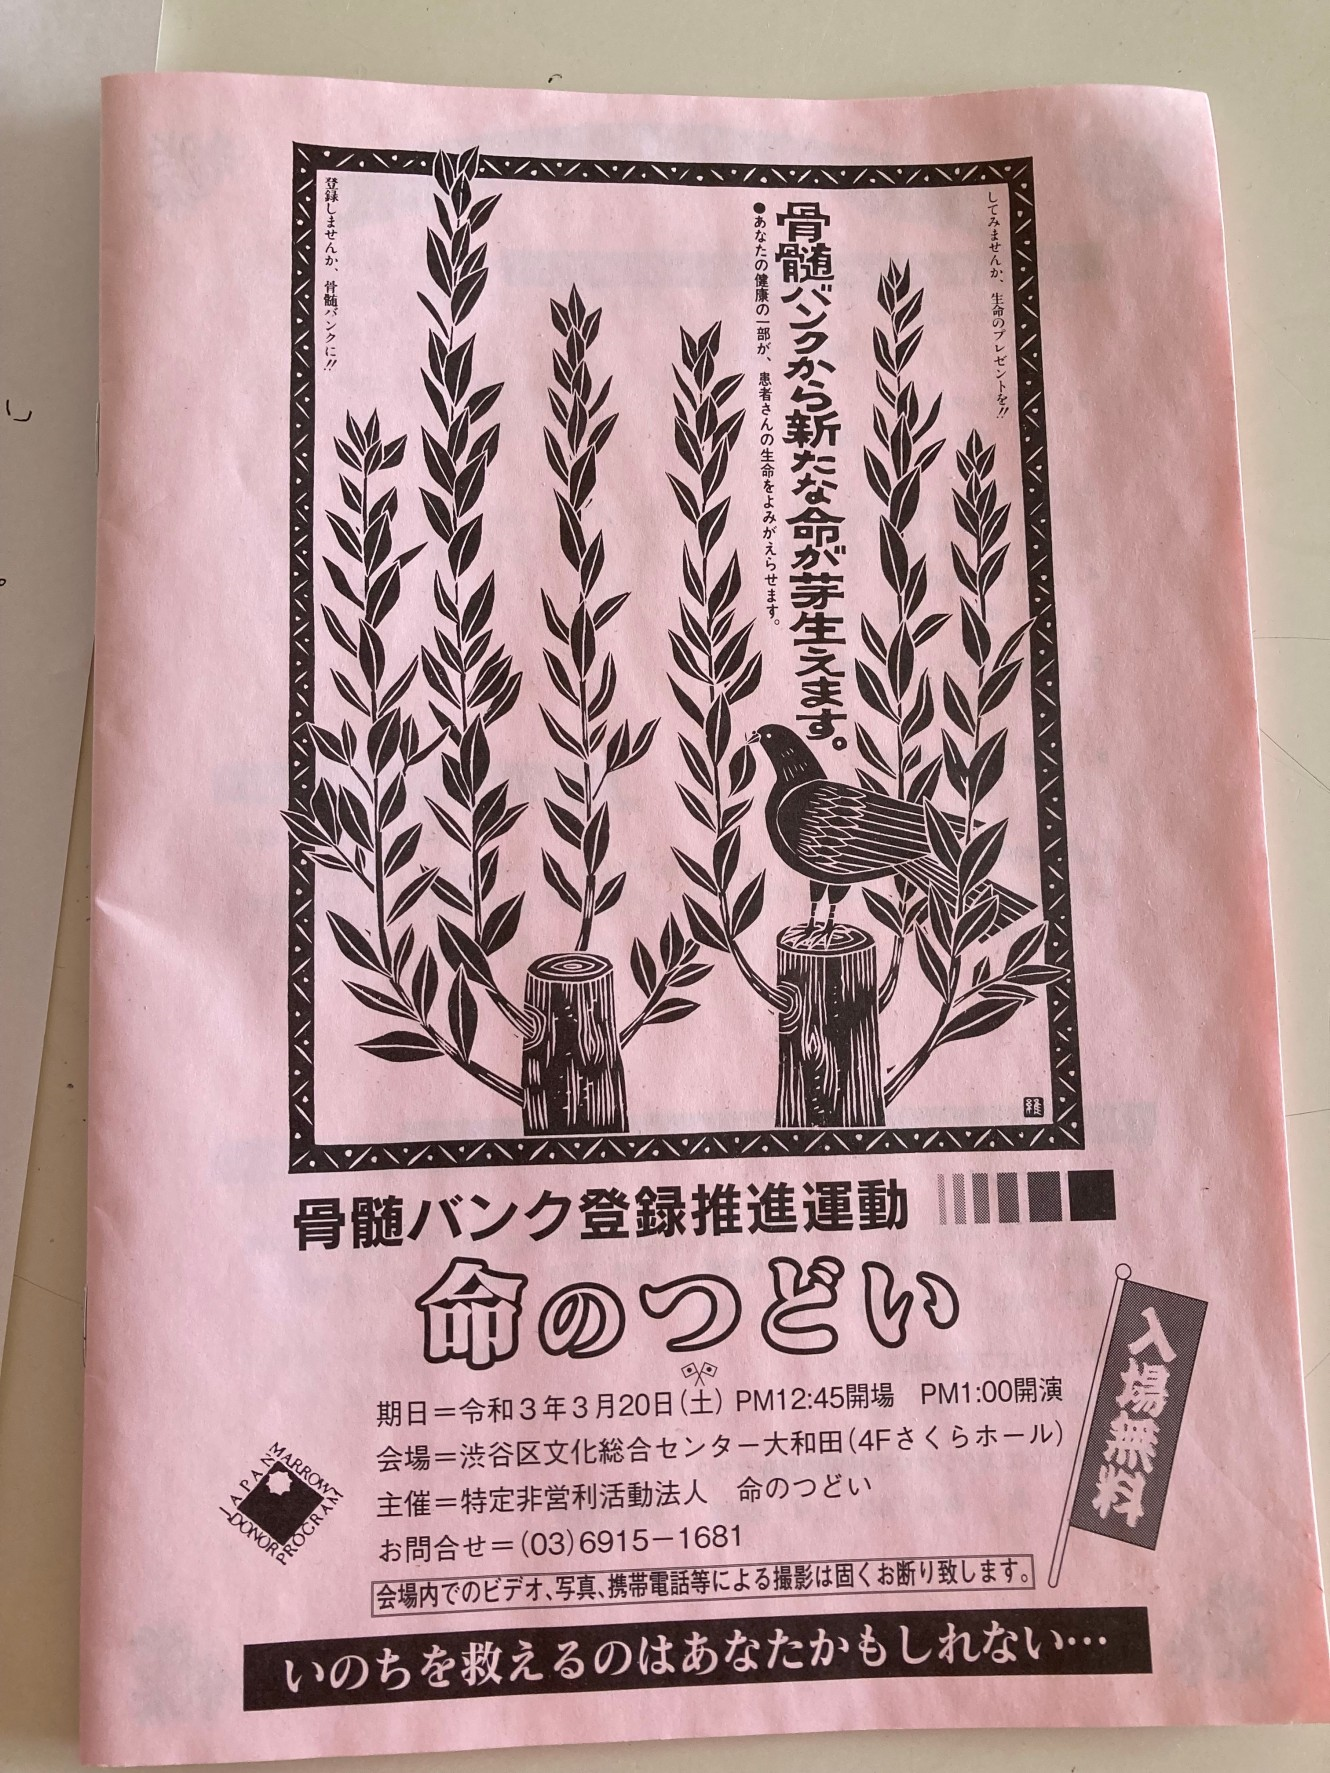 してみませんか、生命のプレゼントを!!
骨髄バンクから新たな命が芽生えます。
●あなたの健康の一部が、患者さんの生命をよみがえらせます。
登録しませんか、骨髄バンクに!!
骨髄バンク登録推進運動
命のつどい
期日＝令和3年3月20日(土) PM12:45開場　PM1:00開演
会場＝渋谷区文化総合センター大和田(4Fさくらホール)
主催＝特定非営利活動法人　命のつどい
お問合せ＝(03)6915－1681
会場内でのビデオ、写真、携帯電話等による撮影は固くお断り致します。
入場無料
JAPAN MARROW DONOR PROGRAM
いのちを救えるのはあなたかもしれない…